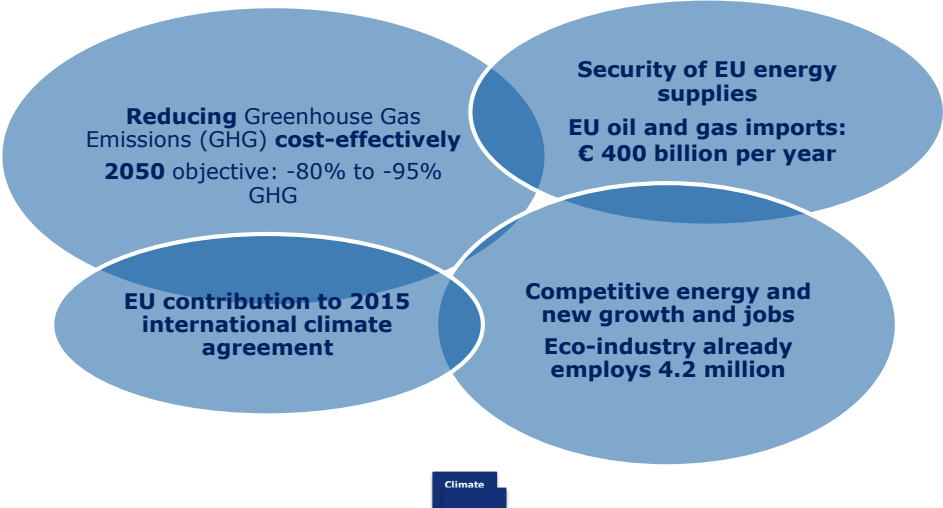 Reducing Greenhouse Gas
Emissions (GHG) cost-effectively
2050 objective: -80% to -95%
GHG
Security of EU energy
supplies
EU oil and gas imports:
€ 400 billion per year
EU contribution to 2015
international climate
agreement
Competitive energy and
new growth and jobs
Eco-industry already
employs 4.2 million
Climate